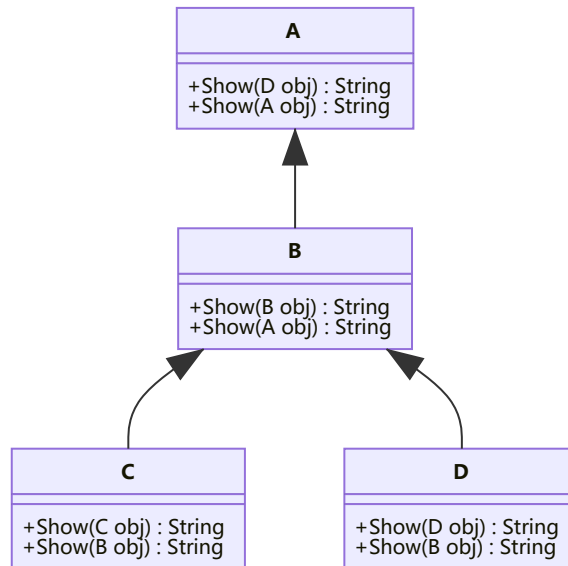 A
+Show(D obj) : String
+Show(A obj) : String
B
+Show(B obj) : String
+Show(A obj) : String
C
+Show(C obj) : String
+Show(B obj) : String
D
+Show(D obj) : String
+Show(B obj) : String